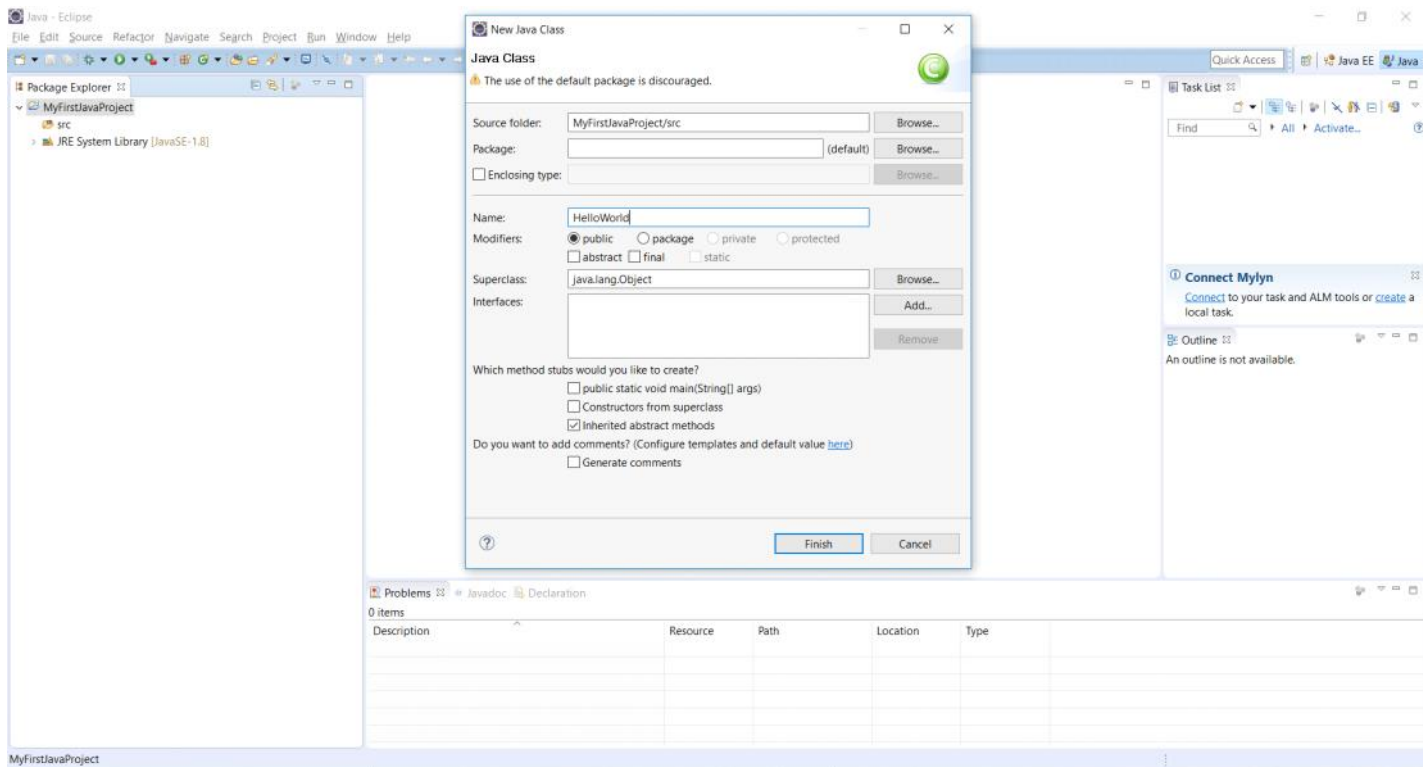 Java - Eclipse
File Edit Source Refactor Navigate Search Project Run Window Help
Quick Access
Java EE
Java
Package Explorer
MyFirstJavaProject
src
JRE System Library [JavaSE-1.8]
New Java Class
Java Class
The use of the default package is discouraged.
Source folder: MyFirstJavaProject/src Browse...
Package: (default) Browse...
Enclosing type: Browse...
Name: HelloWorld
Modifiers: public package private protected
abstract final static
Superclass: java.lang.Object Browse...
Interfaces: Add...
Remove
Which method stubs would you like to create?
public static void main(String[] args)
Constructors from superclass
Inherited abstract methods
Do you want to add comments? (Configure templates and default value here)
Generate comments
Finish Cancel
Task List
Find All Activate...
Connect Mylyn
Connect to your task and ALM tools or create a
local task.
Outline
An outline is not available.
Problems Javadoc Declaration
0 items
Description Resource Path Location Type
MyFirstJavaProject